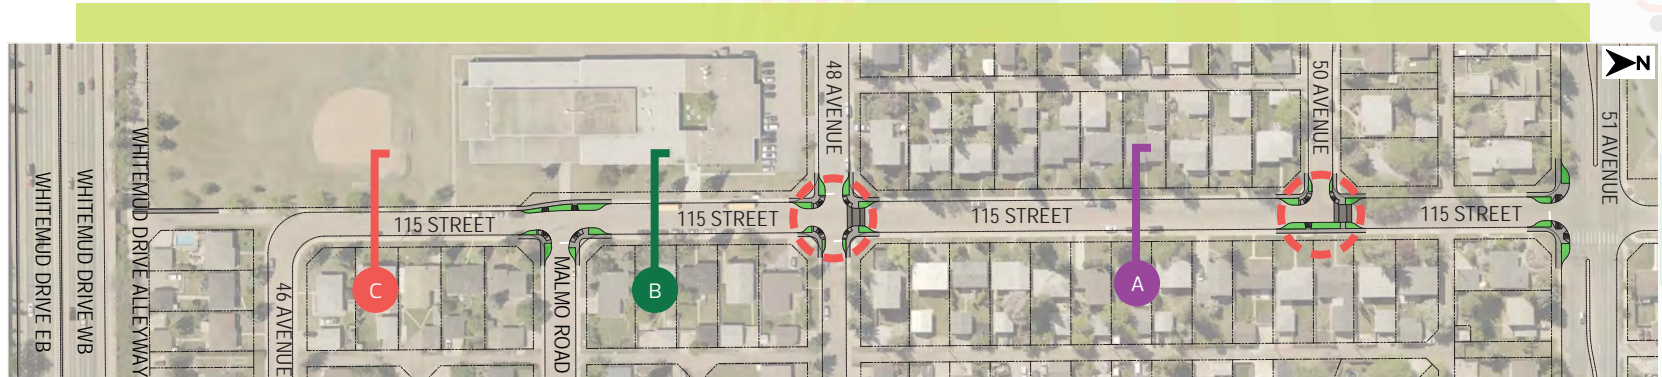 N
WHITEMUD DRIVE EB
WHITEMUD DRIVE WB
WHITEMUD DRIVE ALLEYWAY
46 AVENUE
115 STREET
C
MALMO ROAD
B
115 STREET
48 AVENUE
115 STREET
A
50 AVENUE
115 STREET
51 AVENUE